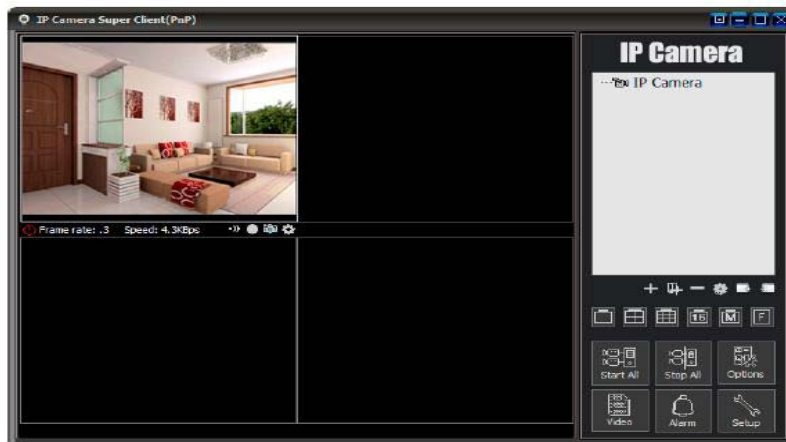 IP Camera Super Client(PnP)
IP Camera
IP Camera
Frame rate: .3 Speed: 4.3KBps
16 M F
Start All Stop All Options
Video Alarm Setup